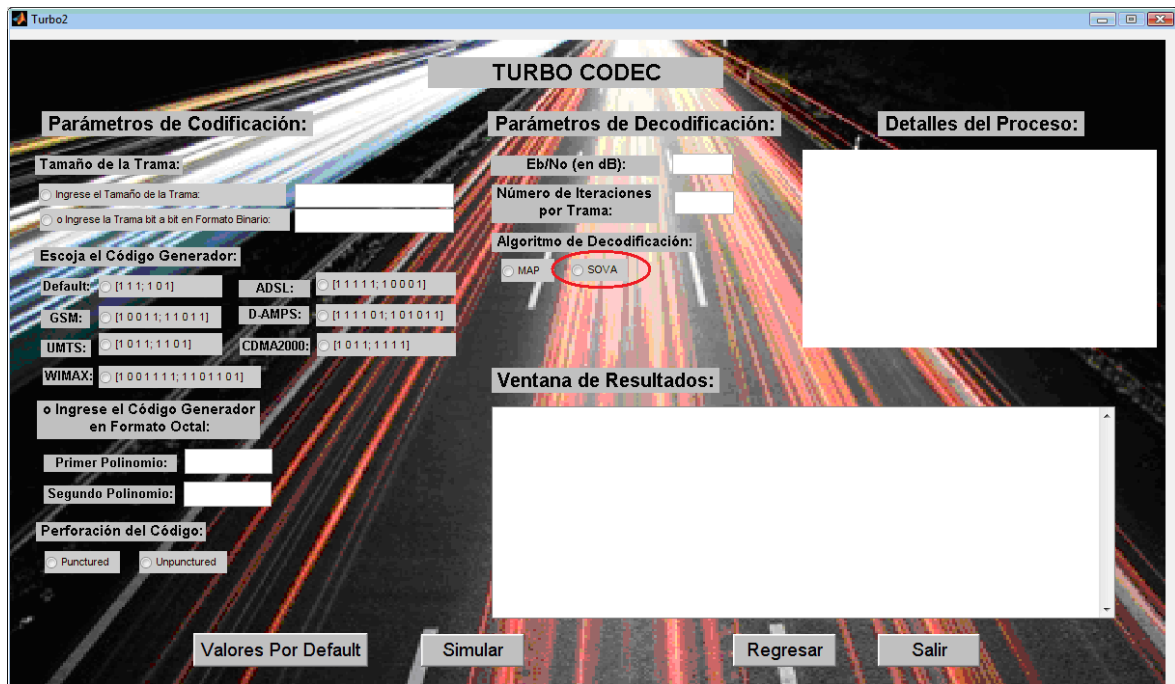 Turbo2
TURBO CODEC
Parámetros de Codificación:
Tamaño de la Trama:
Ingrese el Tamaño de la Trama:
o Ingrese la Trama bit a bit en Formato Binario:
Escoja el Código Generador:
Default: [1 1 1; 1 0 1]
ADSL: [1 1 1 1 1; 1 0 0 0 1]
GSM: [1 0 0 1 1; 1 1 0 1 1]
D-AMPS: [1 1 1 1 0 1; 1 0 1 0 1 1]
UMTS: [1 0 1 1; 1 1 0 1]
CDMA2000: [1 0 1 1; 1 1 1 1]
WIMAX: [1 0 0 1 1 1 1; 1 1 0 1 1 0 1]
o Ingrese el Código Generador
en Formato Octal:
Primer Polinomio:
Segundo Polinomio:
Perforación del Código:
Punctured
Unpunctured
Parámetros de Decodificación:
Eb/No (en dB):
Número de Iteraciones
por Trama:
Algoritmo de Decodificación:
MAP
SOVA
Detalles del Proceso:
Ventana de Resultados:
Valores Por Default
Simular
Regresar
Salir